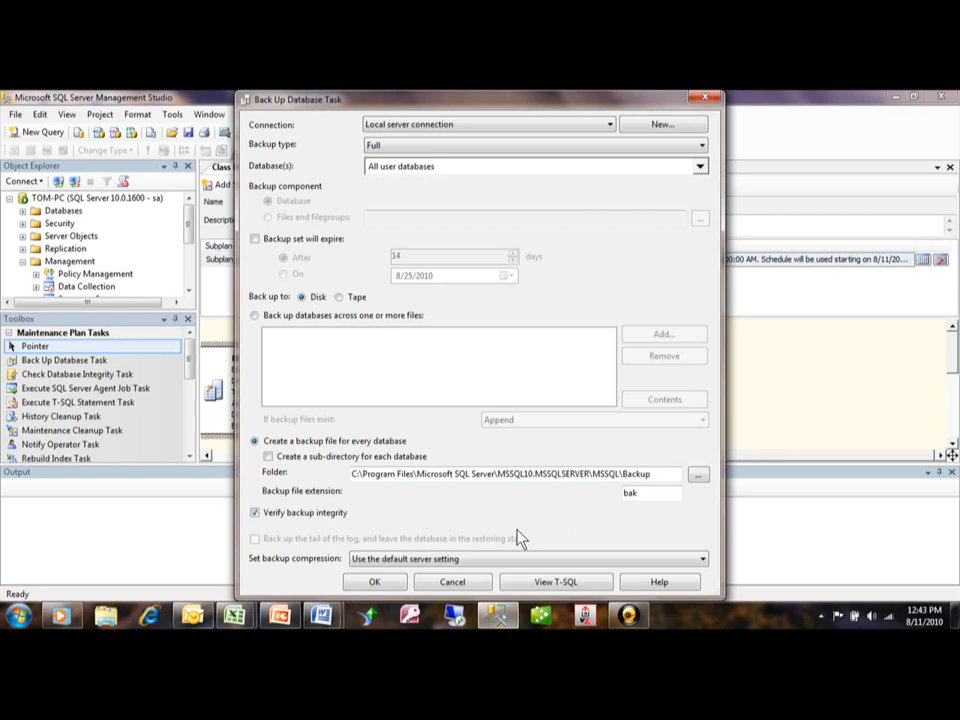 Microsoft SQL Server Management Studio
File Edit View Project Format Tools Window
New Query
Change Type
Object Explorer
Connect
TOM-PC (SQL Server 10.0.1600 - sa)
Databases
Security
Server Objects
Replication
Management
Policy Management
Data Collection
Toolbox
Maintenance Plan Tasks
Pointer
Back Up Database Task
Check Database Integrity Task
Execute SQL Server Agent Job Task
Execute T-SQL Statement Task
History Cleanup Task
Maintenance Cleanup Task
Notify Operator Task
Rebuild Index Task
Output
Ready
Class
Add
Name
Descript
Subplan
Subplan
00:00 AM. Schedule will be used starting on 8/11/20...
Back Up Database Task
Connection: Local server connection New...
Backup type: Full
Database(s): All user databases
Backup component
Database
Files and filegroups: ...
Backup set will expire:
After 14 days
On 8/25/2010
Back up to: Disk Tape
Back up databases across one or more files:
Add...
Remove
Contents
If backup files exist: Append
Create a backup file for every database
Create a sub-directory for each database
Folder: C:\Program Files\Microsoft SQL Server\MSSQL10.MSSQLSERVER\MSSQL\Backup ...
Backup file extension: bak
Verify backup integrity
Back up the tail of the log, and leave the database in the restoring
Set backup compression: Use the default server setting
OK Cancel View T-SQL Help
12:43 PM
8/11/2010